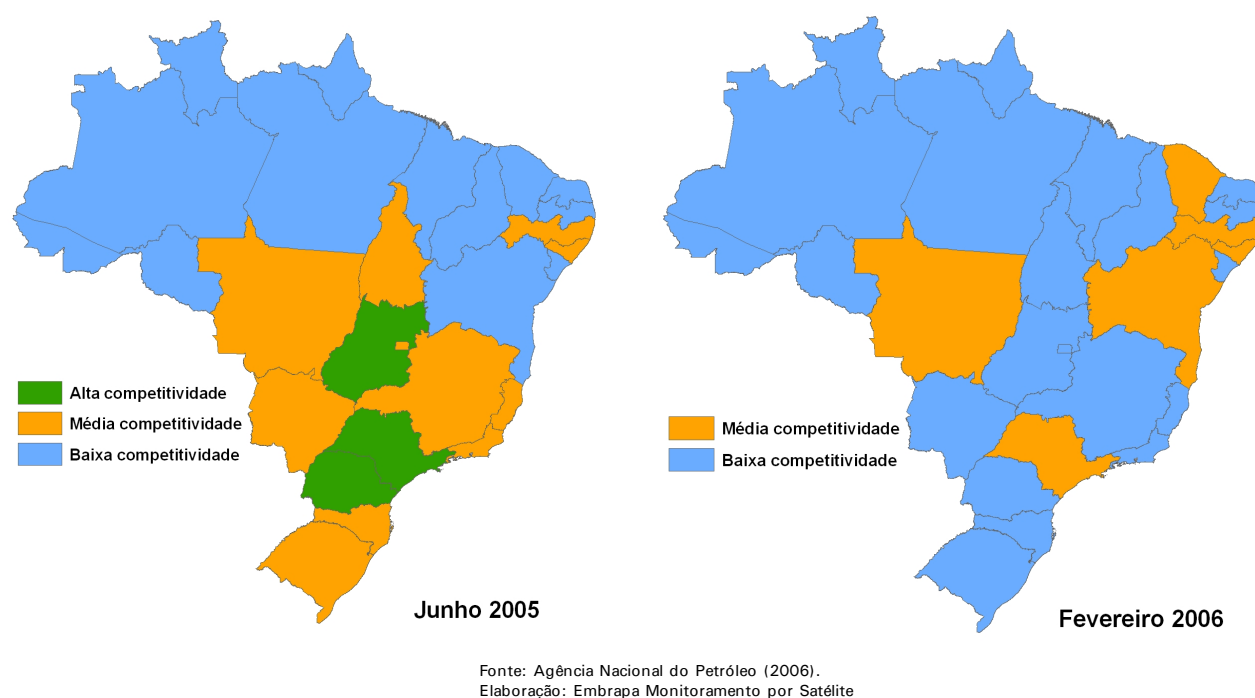 Alta competitividade
Média competitividade
Baixa competitividade
Junho 2005
Média competitividade
Baixa competitividade
Fevereiro 2006
Fonte: Agência Nacional do Petróleo (2006).
Elaboração: Embrapa Monitoramento por Satélite